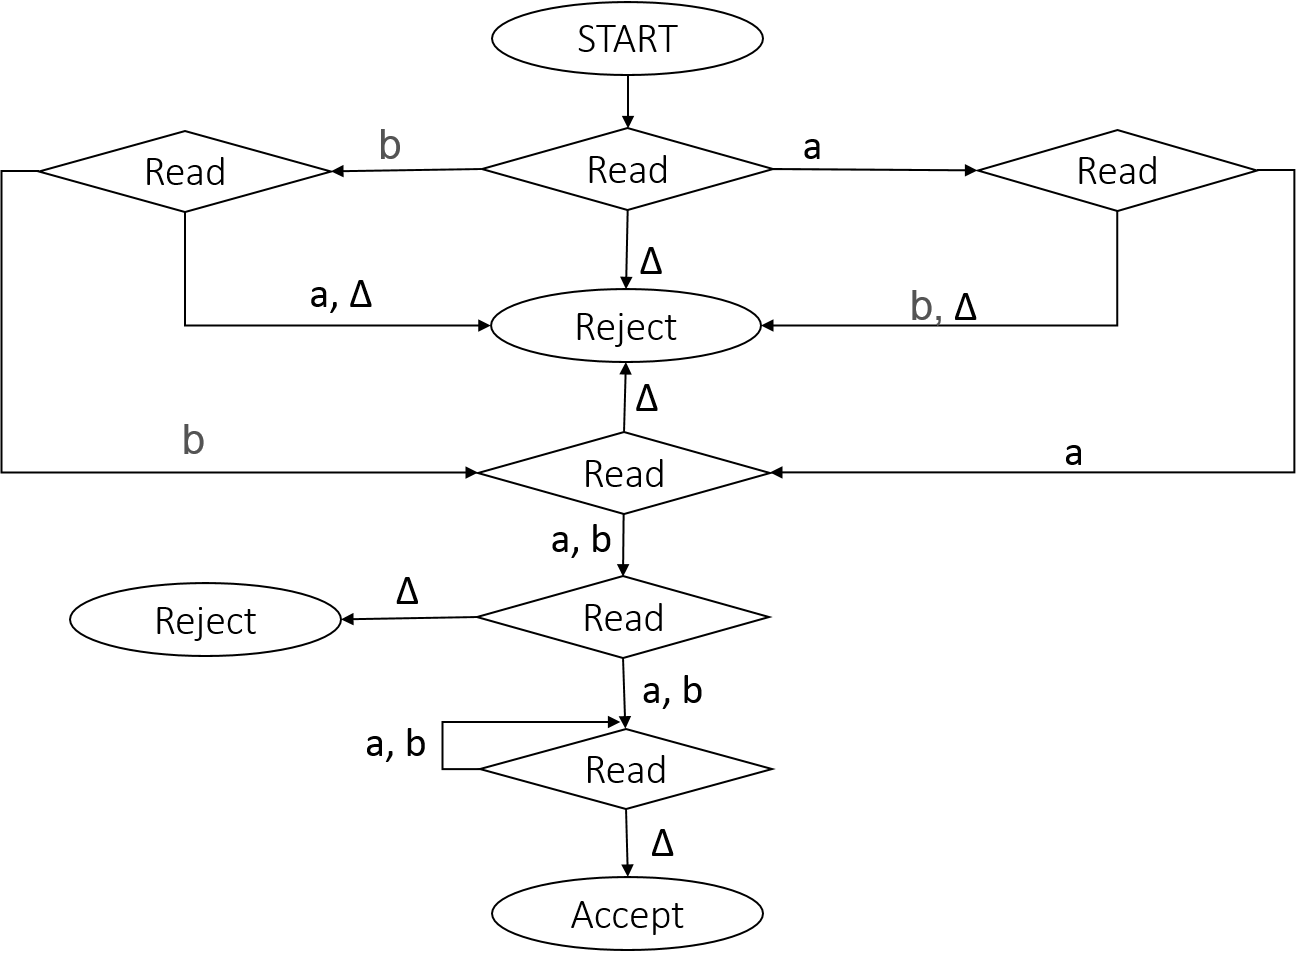 START
b
a
Read
Read
Read
Δ
a, Δ
b, Δ
Reject
Δ
b
a
Read
a, b
Δ
Reject
Read
a, b
a, b
Read
Δ
Accept